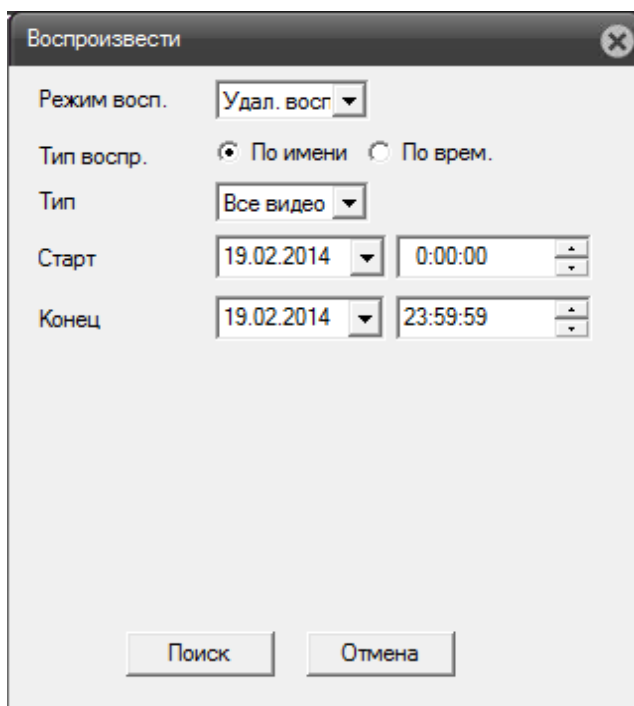 Воспроизвести
Режим восп. Удал. восп
Тип воспр. По имени По врем.
Тип Все видео
Старт 19.02.2014 0:00:00
Конец 19.02.2014 23:59:59
Поиск Отмена